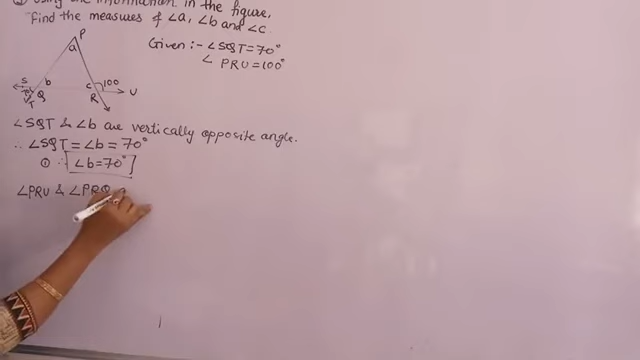 Using the information in the figure,
find the measures of ∠a, ∠b and ∠c.
Given :- ∠SQT = 70°
∠ PRU = 100°
P
a
S
b
Q
T
c
100
R
U
∠SQT & ∠b are vertically opposite angle.
∴ ∠SQT = ∠b = 70°
① ∴ ∠b = 70°
∠PRU & ∠PRQ